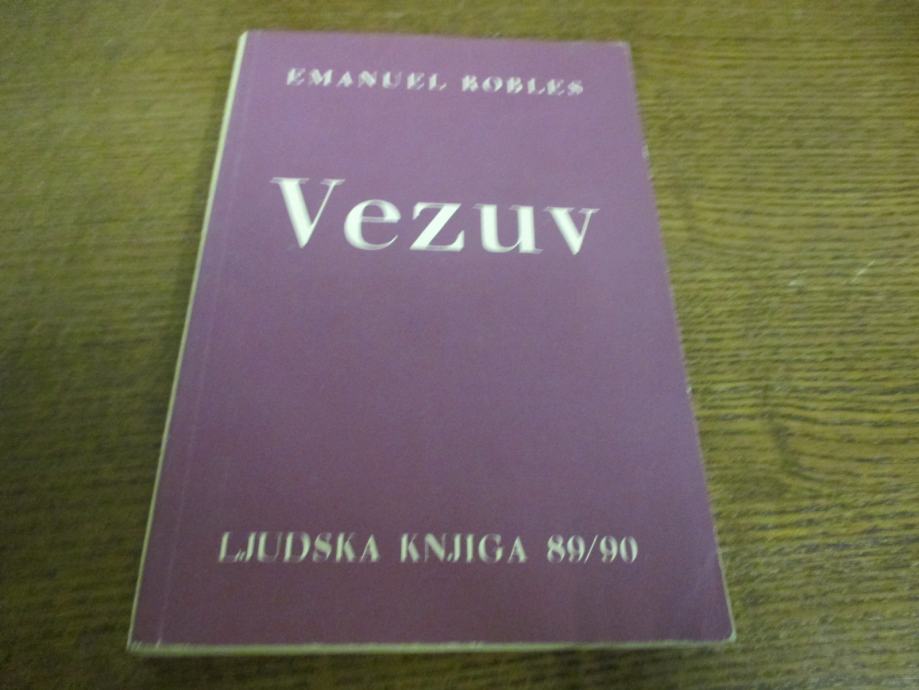 EMANUEL ROBLES
Vezuv
LJUDSKA KNJIGA 89/90